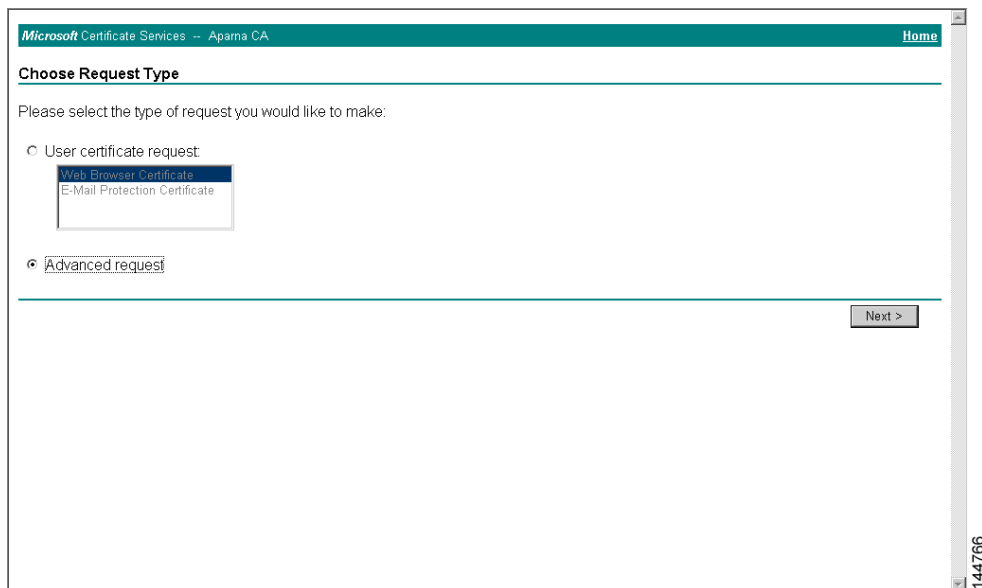 Microsoft Certificate Services -- Aparna CA Home
Choose Request Type
Please select the type of request you would like to make:
User certificate request:
Web Browser Certificate
E-Mail Protection Certificate
Advanced request
Next >
144766